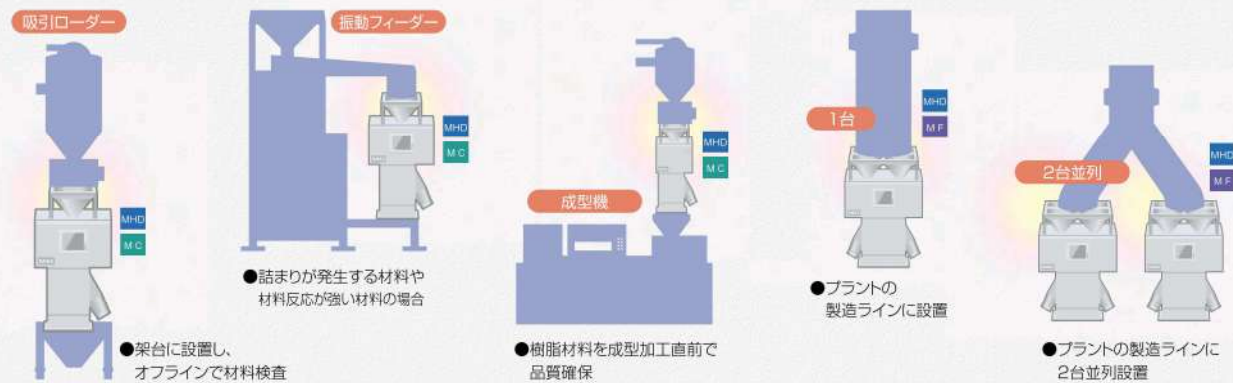 吸引ローダー
MHD
MC
●架台に設置し、
オフラインで材料検査
振動フィーダー
MHD
MC
●詰まりが発生する材料や
材料反応が強い材料の場合
成型機
MHD
MC
●樹脂材料を成型加工直前で
品質確保
1台
MHD
MF
●プラントの
製造ラインに設置
2台並列
MHD
MF
●プラントの製造ラインに
2台並列設置